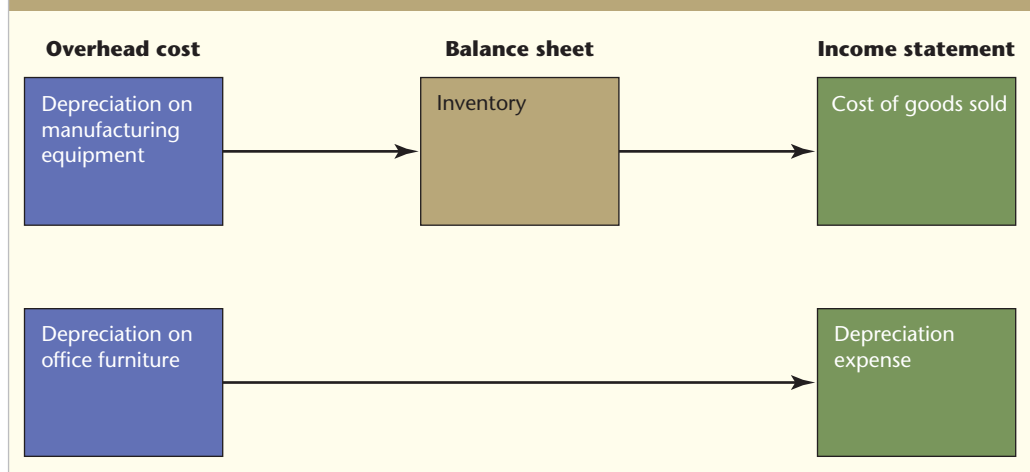 Overhead cost
Balance sheet
Income statement
Depreciation on
manufacturing
equipment
Inventory
Cost of goods sold
Depreciation on
office furniture
Depreciation
expense